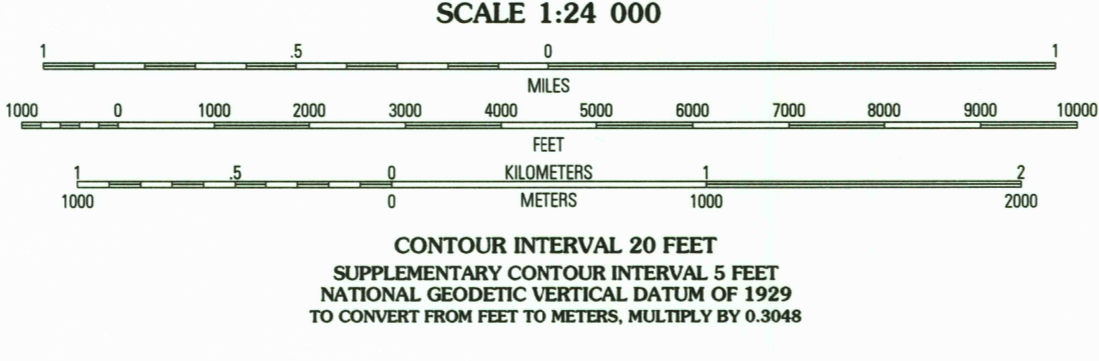 SCALE 1:24 000
1 .5 0 1
MILES
1000 0 1000 2000 3000 4000 5000 6000 7000 8000 9000 10000
FEET
1 .5 0 KILOMETERS 1 2
1000 0 METERS 1000 2000
CONTOUR INTERVAL 20 FEET
SUPPLEMENTARY CONTOUR INTERVAL 5 FEET
NATIONAL GEODETIC VERTICAL DATUM OF 1929
TO CONVERT FROM FEET TO METERS, MULTIPLY BY 0.3048